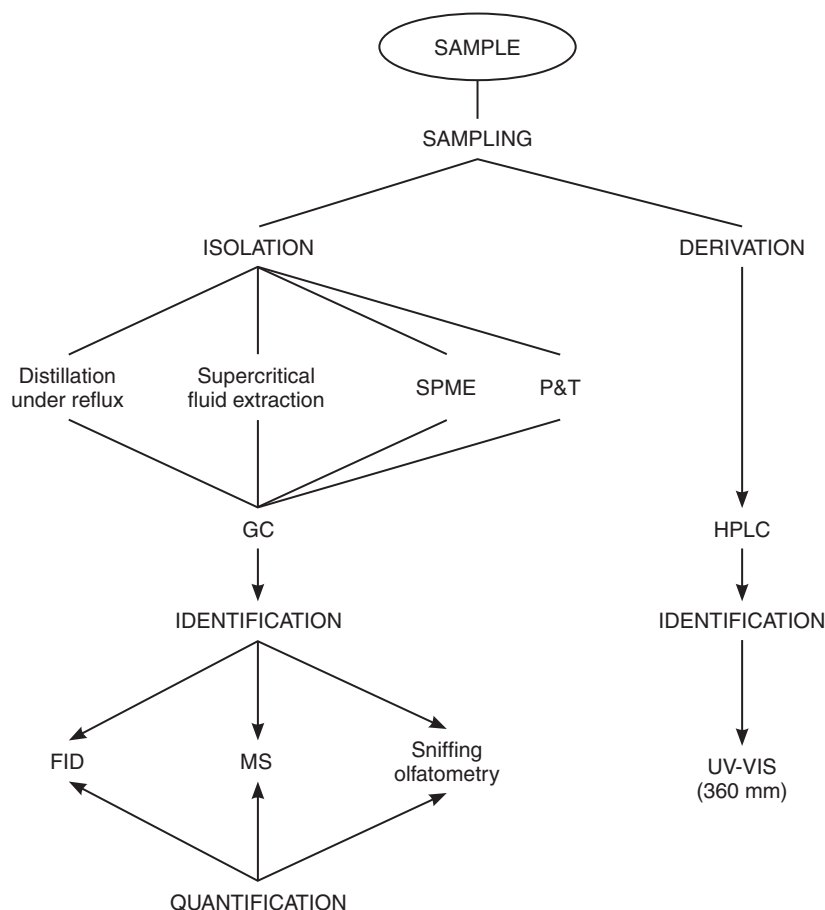 SAMPLE
SAMPLING
ISOLATION
DERIVATION
Distillation
under reflux
Supercritical
fluid extraction
SPME
P&T
GC
HPLC
IDENTIFICATION
IDENTIFICATION
FID
MS
Sniffing
olfatometry
UV-VIS
(360 mm)
QUANTIFICATION